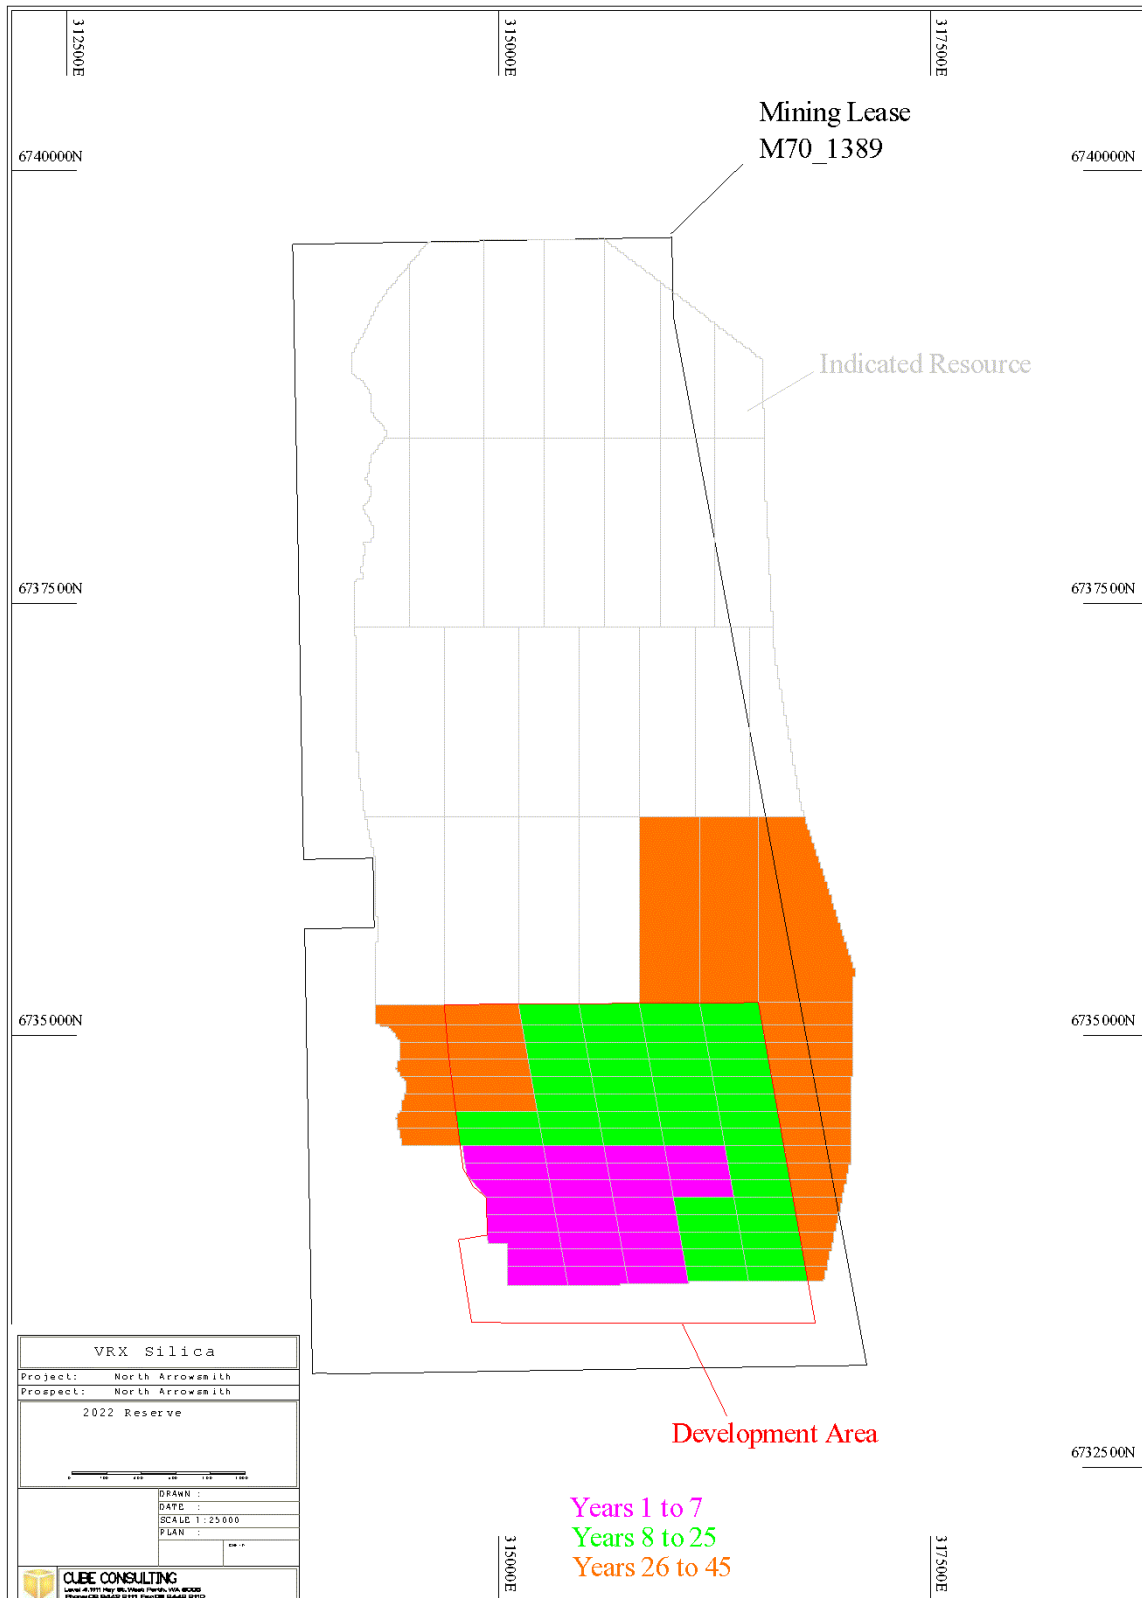 312500E
315000E
317500E
Mining Lease
M70_1389
6740000N
6740000N
Indicated Resource
6737500N
6737500N
6735000N
6735000N
VRX Silica
Project: North Arrowsmith
Prospect: North Arrowsmith
2022 Reserve
DRAWN :
DATE :
SCALE 1:25000
PLAN :
Development Area
6732500N
Years 1 to 7
Years 8 to 25
Years 26 to 45
315000E
317500E
CUBE CONSULTING